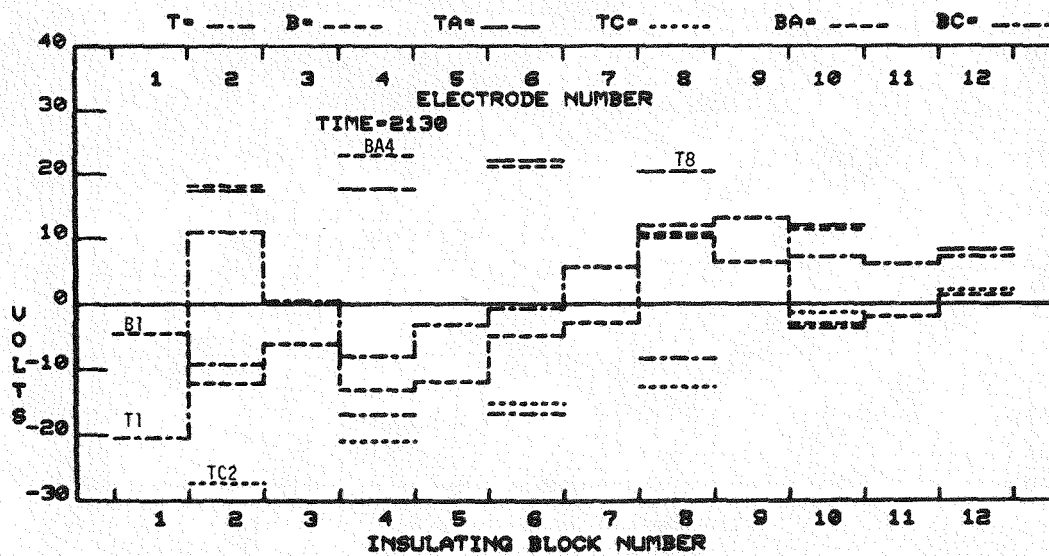 T= B= TA= TC= BA= BC=
40
1 2 3 4 5 6 7 8 9 10 11 12
ELECTRODE NUMBER
30
TIME=2130
BA4
T8
20
10
0
B1
VOLTS
-10
T1
-20
TC2
-30
1 2 3 4 5 6 7 8 9 10 11 12
INSULATING BLOCK NUMBER